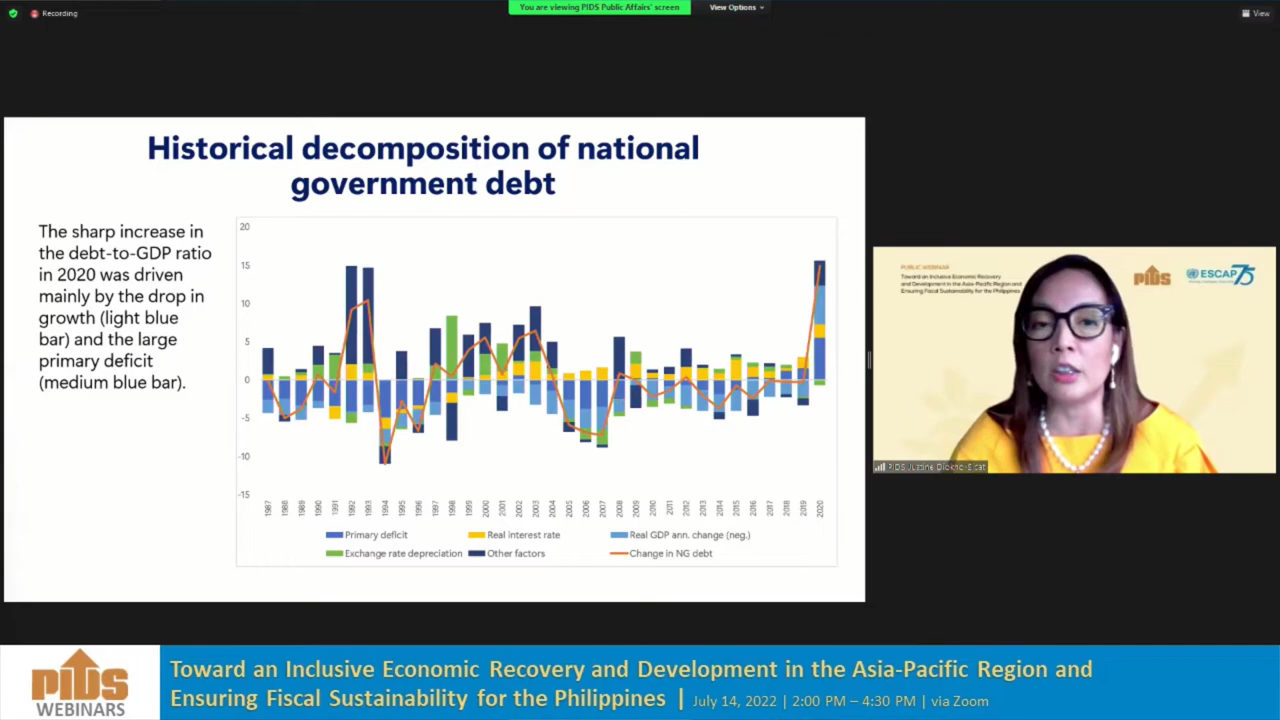 Recording
You are viewing PIDS Public Affairs' screen
View Options
View
Historical decomposition of national
government debt
The sharp increase in
the debt-to-GDP ratio
in 2020 was driven
mainly by the drop in
growth (light blue
bar) and the large
primary deficit
(medium blue bar).
20
15
10
5
0
-5
-10
-15
1987 1988 1989 1990 1991 1992 1993 1994 1995 1996 1997 1998 1999 2000 2001 2002 2003 2004 2005 2006 2007 2008 2009 2010 2011 2012 2013 2014 2015 2016 2017 2018 2019 2020
Primary deficit Real interest rate Real GDP ann. change (neg.)
Exchange rate depreciation Other factors Change in NG debt
PUBLIC WEBINAR
Toward an Inclusive Economic Recovery
and Development in the Asia-Pacific Region and
Ensuring Fiscal Sustainability for the Philippines
PIDS
ESCAP 75
PIDS Justine Diokno-Sicat
PIDS
WEBINARS
Toward an Inclusive Economic Recovery and Development in the Asia-Pacific Region and
Ensuring Fiscal Sustainability for the Philippines | July 14, 2022 | 2:00 PM – 4:30 PM | via Zoom